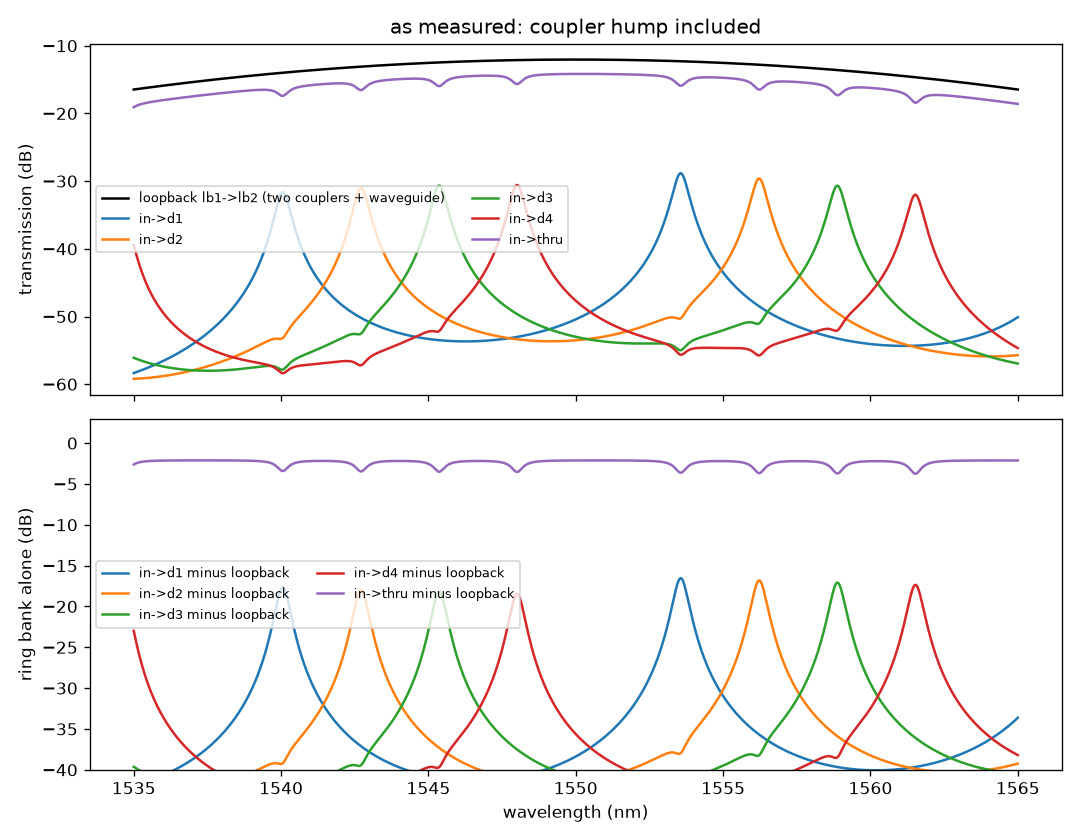 as measured: coupler hump included
−10
−20
−30
−40
−50
−60
transmission (dB)
loopback lb1->lb2 (two couplers + waveguide)
in->d1
in->d2
in->d3
in->d4
in->thru
0
−5
−10
−15
−20
−25
−30
−35
−40
ring bank alone (dB)
in->d1 minus loopback
in->d2 minus loopback
in->d3 minus loopback
in->d4 minus loopback
in->thru minus loopback
1535
1540
1545
1550
1555
1560
1565
wavelength (nm)